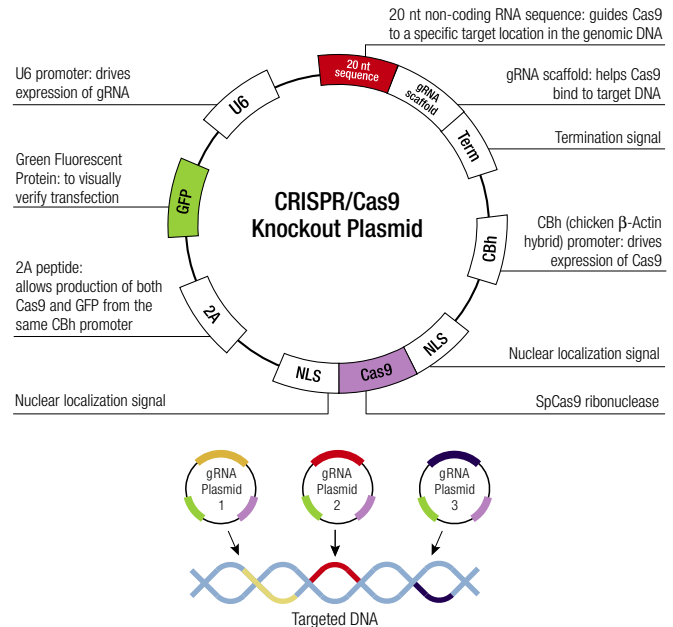 20 nt non-coding RNA sequence: guides Cas9
to a specific target location in the genomic DNA
U6 promoter: drives
expression of gRNA
gRNA scaffold: helps Cas9
bind to target DNA
Termination signal
Green Fluorescent
Protein: to visually
verify transfection
CBh (chicken β-Actin
hybrid) promoter: drives
expression of Cas9
2A peptide:
allows production of both
Cas9 and GFP from the
same CBh promoter
Nuclear localization signal
Nuclear localization signal
SpCas9 ribonuclease
20 nt
sequence
gRNA
scaffold
Term
CBh
NLS
Cas9
NLS
2A
GFP
U6
CRISPR/Cas9
Knockout Plasmid
gRNA
Plasmid
1
gRNA
Plasmid
2
gRNA
Plasmid
3
Targeted DNA